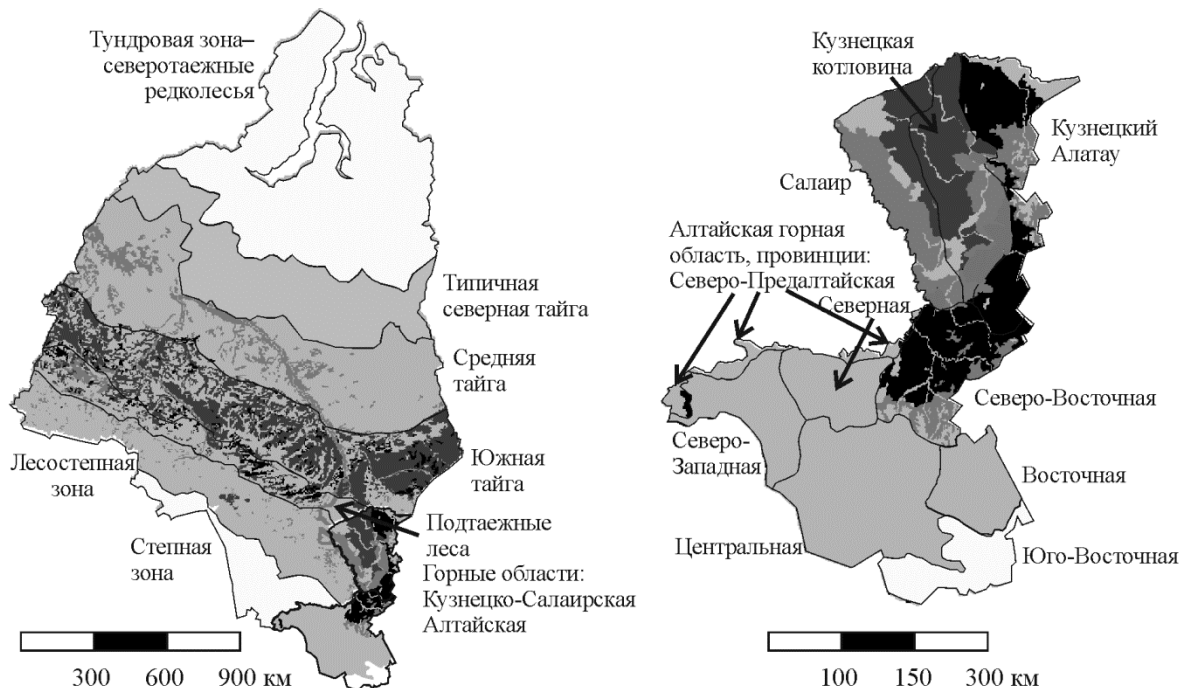 Тундровая зона–
северотаежные
редколесья
Типичная
северная тайга
Средняя
тайга
Южная
тайга
Лесостепная
зона
Степная
зона
Подтаежные
леса
Горные области:
Кузнецко-Салаирская
Алтайская
300 600 900 км
Кузнецкая
котловина
Кузнецкий
Алатау
Салаир
Алтайская горная
область, провинции:
Северо-Предалтайская
Северная
Северо-Восточная
Северо-
Западная
Восточная
Центральная
Юго-Восточная
100 150 300 км